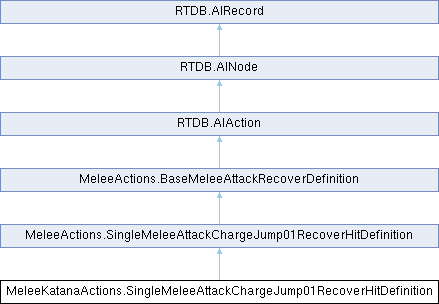 RTDB.AIRecord
RTDB.AINode
RTDB.AIAction
MeleeActions.BaseMeleeAttackRecoverDefinition
MeleeActions.SingleMeleeAttackChargeJump01RecoverHitDefinition
MeleeKatanaActions.SingleMeleeAttackChargeJump01RecoverHitDefinition